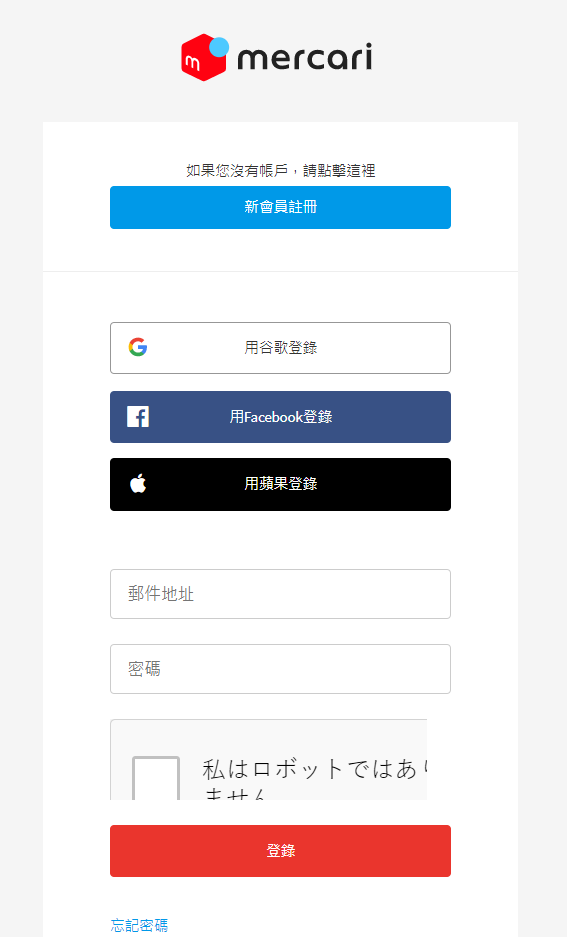 mercari
如果您沒有帳戶，請點擊這裡
新會員註冊
用谷歌登錄
用Facebook登錄
用蘋果登錄
郵件地址
密碼
私はロボットではあり
ません
登錄
忘記密碼